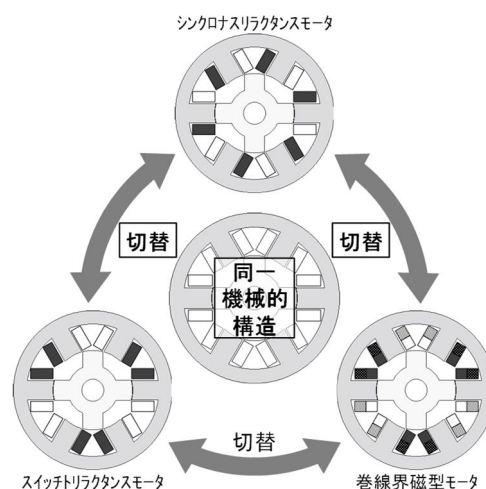 シンクロナスリラクタンスモータ
切替
切替
同一
機械的
構造
切替
スイッチトリラクタンスモータ
巻線界磁型モータ